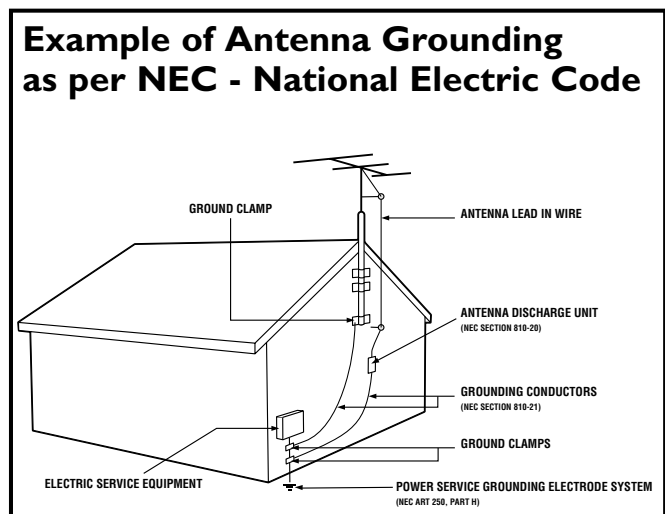 Example of Antenna Grounding
as per NEC - National Electric Code
GROUND CLAMP
ANTENNA LEAD IN WIRE
ANTENNA DISCHARGE UNIT
(NEC SECTION 810-20)
GROUNDING CONDUCTORS
(NEC SECTION 810-21)
GROUND CLAMPS
ELECTRIC SERVICE EQUIPMENT
POWER SERVICE GROUNDING ELECTRODE SYSTEM
(NEC ART 250, PART H)